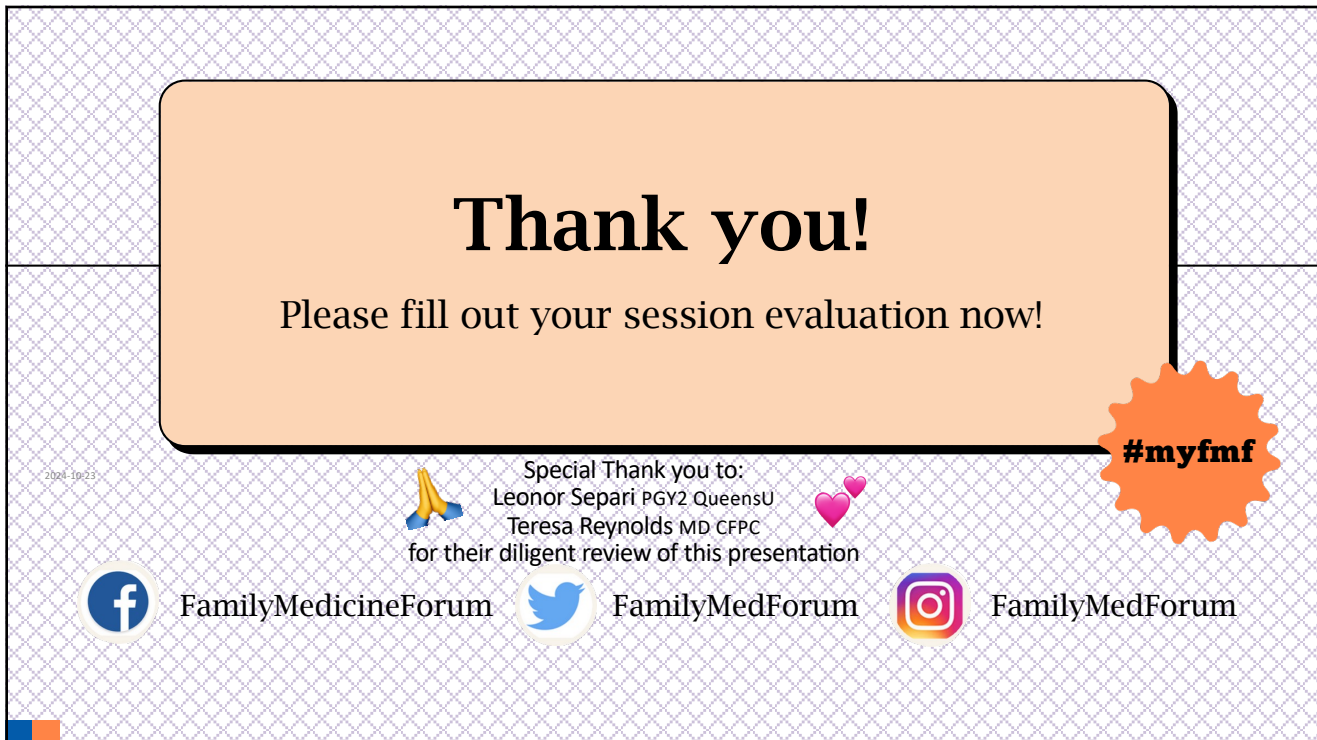 Thank you!
Please fill out your session evaluation now!
#myfmf
2024-10-23
Special Thank you to:
Leonor Separi PGY2 QueensU
Teresa Reynolds MD CFPC
for their diligent review of this presentation
FamilyMedicineForum
FamilyMedForum
FamilyMedForum